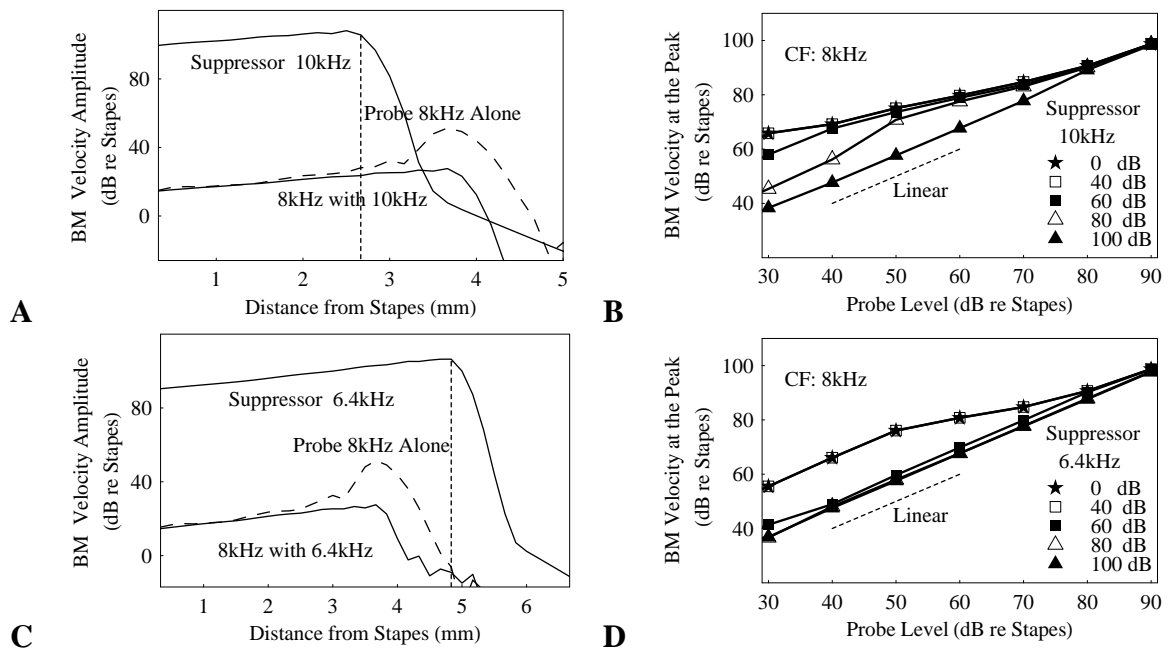 BM Velocity Amplitude
(dB re Stapes)
80
40
0
Suppressor 10kHz
Probe 8kHz Alone
8kHz with 10kHz
1 2 3 4 5
Distance from Stapes (mm)
A
BM Velocity at the Peak
(dB re Stapes)
100
80
60
40
CF: 8kHz
Suppressor
10kHz
0 dB
40 dB
60 dB
80 dB
100 dB
Linear
30 40 50 60 70 80 90
Probe Level (dB re Stapes)
B
BM Velocity Amplitude
(dB re Stapes)
80
40
0
Suppressor 6.4kHz
Probe 8kHz Alone
8kHz with 6.4kHz
1 2 3 4 5 6
Distance from Stapes (mm)
C
BM Velocity at the Peak
(dB re Stapes)
100
80
60
40
CF: 8kHz
Suppressor
6.4kHz
0 dB
40 dB
60 dB
80 dB
100 dB
Linear
30 40 50 60 70 80 90
Probe Level (dB re Stapes)
D